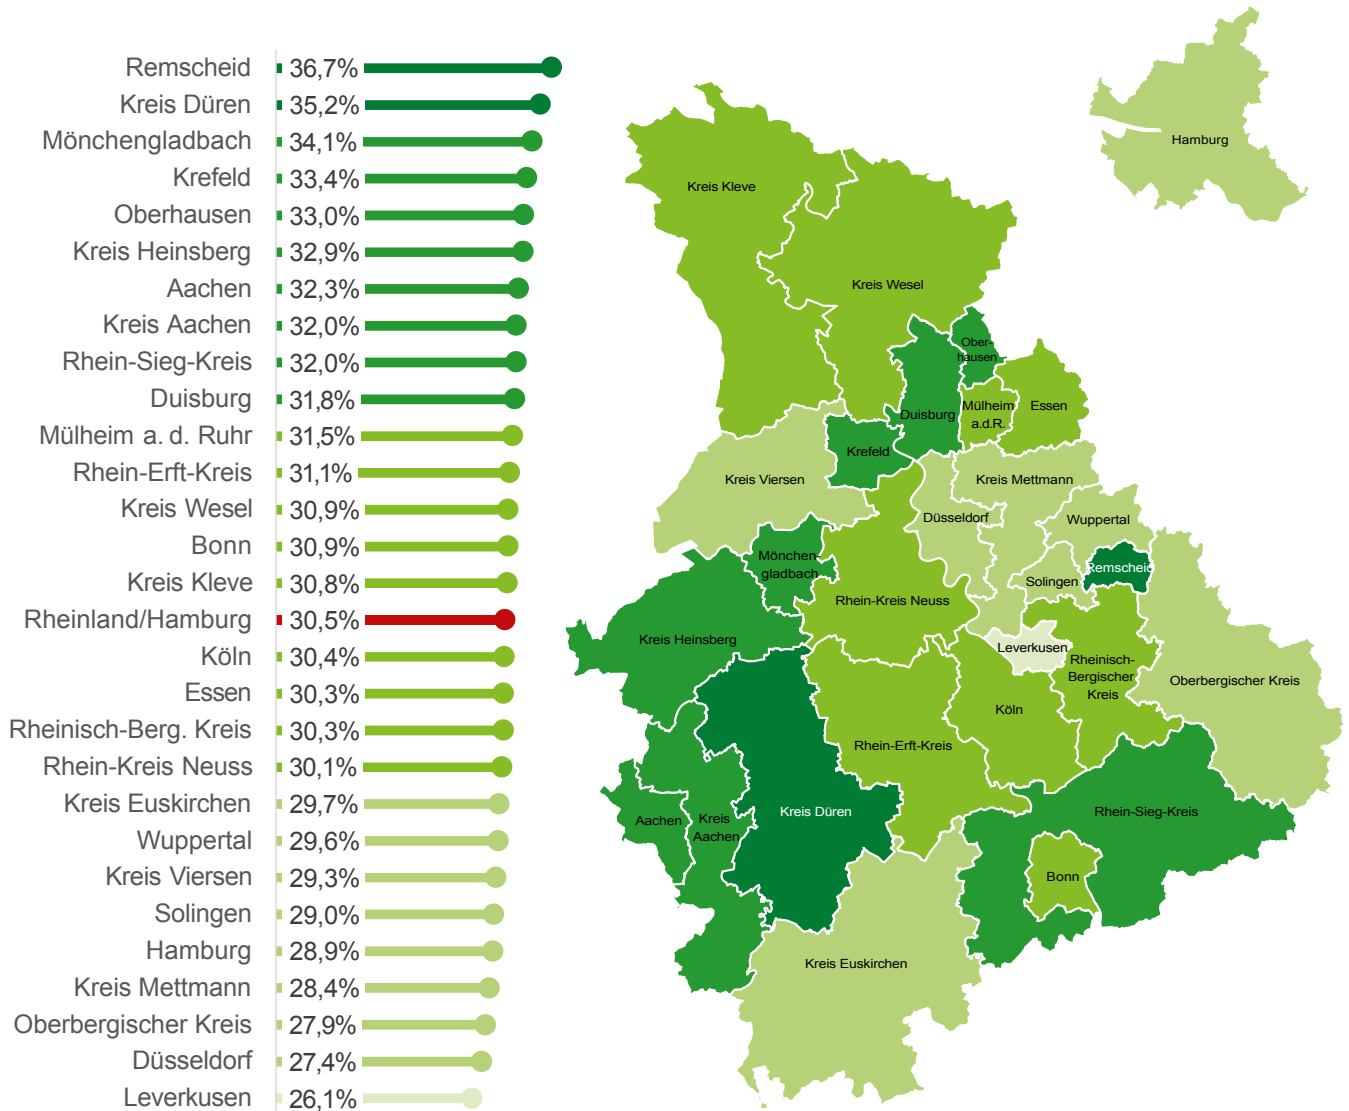 Remscheid 36,7%
Kreis Düren 35,2%
Mönchengladbach 34,1%
Krefeld 33,4%
Oberhausen 33,0%
Kreis Heinsberg 32,9%
Aachen 32,3%
Kreis Aachen 32,0%
Rhein-Sieg-Kreis 32,0%
Duisburg 31,8%
Mülheim a. d. Ruhr 31,5%
Rhein-Erft-Kreis 31,1%
Kreis Wesel 30,9%
Bonn 30,9%
Kreis Kleve 30,8%
Rheinland/Hamburg 30,5%
Köln 30,4%
Essen 30,3%
Rheinisch-Berg. Kreis 30,3%
Rhein-Kreis Neuss 30,1%
Kreis Euskirchen 29,7%
Wuppertal 29,6%
Kreis Viersen 29,3%
Solingen 29,0%
Hamburg 28,9%
Kreis Mettmann 28,4%
Oberbergischer Kreis 27,9%
Düsseldorf 27,4%
Leverkusen 26,1%
Hamburg
Kreis Kleve
Kreis Wesel
Ober-
hausen
Duisburg
Mülheim
a.d.R.
Essen
Krefeld
Kreis Viersen
Kreis Mettmann
Düsseldorf
Wuppertal
Mönchen-
gladbach
Remscheid
Solingen
Rhein-Kreis Neuss
Kreis Heinsberg
Leverkusen
Rheinisch-
Bergischer
Kreis
Oberbergischer Kreis
Köln
Rhein-Erft-Kreis
Kreis Düren
Rhein-Sieg-Kreis
Aachen
Kreis
Aachen
Bonn
Kreis Euskirchen